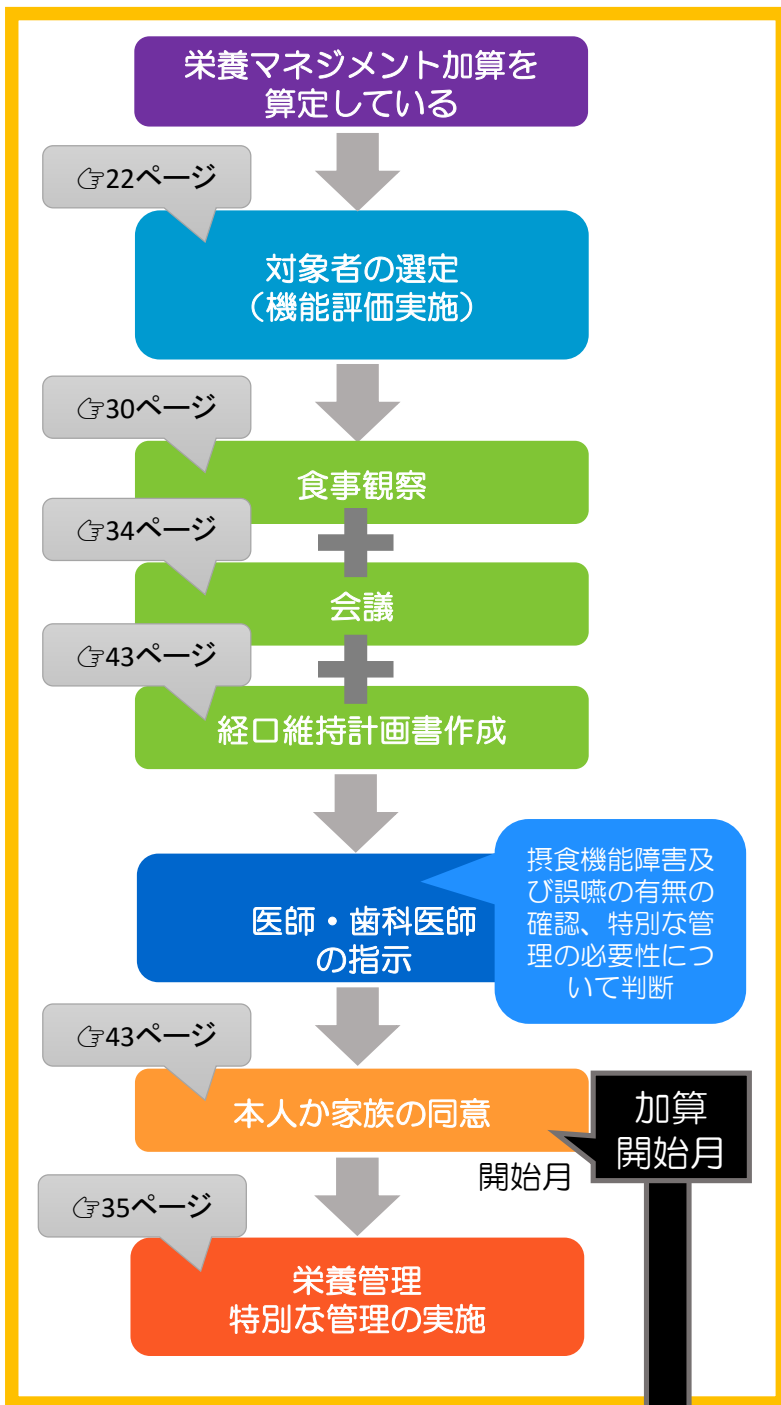 栄養マネジメント加算を
算定している
☞22ページ
対象者の選定
（機能評価実施）
☞30ページ
食事観察
☞34ページ
会議
☞43ページ
経口維持計画書作成
医師・歯科医師
の指示
摂食機能障害及
び誤嚥の有無の
確認、特別な管
理の必要性につ
いて判断
☞43ページ
本人か家族の同意
加算
開始月
開始月
☞35ページ
栄養管理
特別な管理の実施